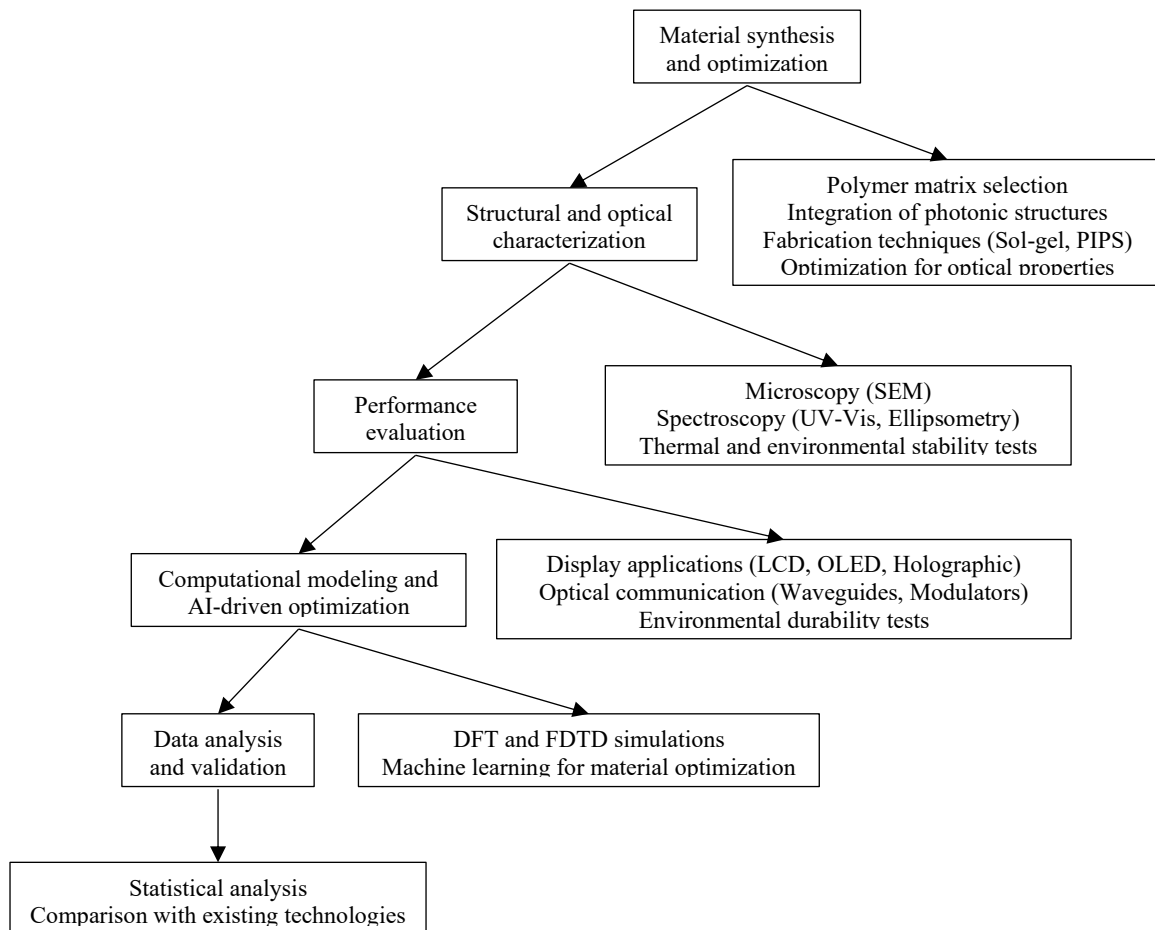 Material synthesis
and optimization
Polymer matrix selection
Integration of photonic structures
Fabrication techniques (Sol-gel, PIPS)
Optimization for optical properties
Structural and optical
characterization
Microscopy (SEM)
Spectroscopy (UV-Vis, Ellipsometry)
Thermal and environmental stability tests
Performance
evaluation
Display applications (LCD, OLED, Holographic)
Optical communication (Waveguides, Modulators)
Environmental durability tests
Computational modeling and
AI-driven optimization
DFT and FDTD simulations
Machine learning for material optimization
Data analysis
and validation
Statistical analysis
Comparison with existing technologies